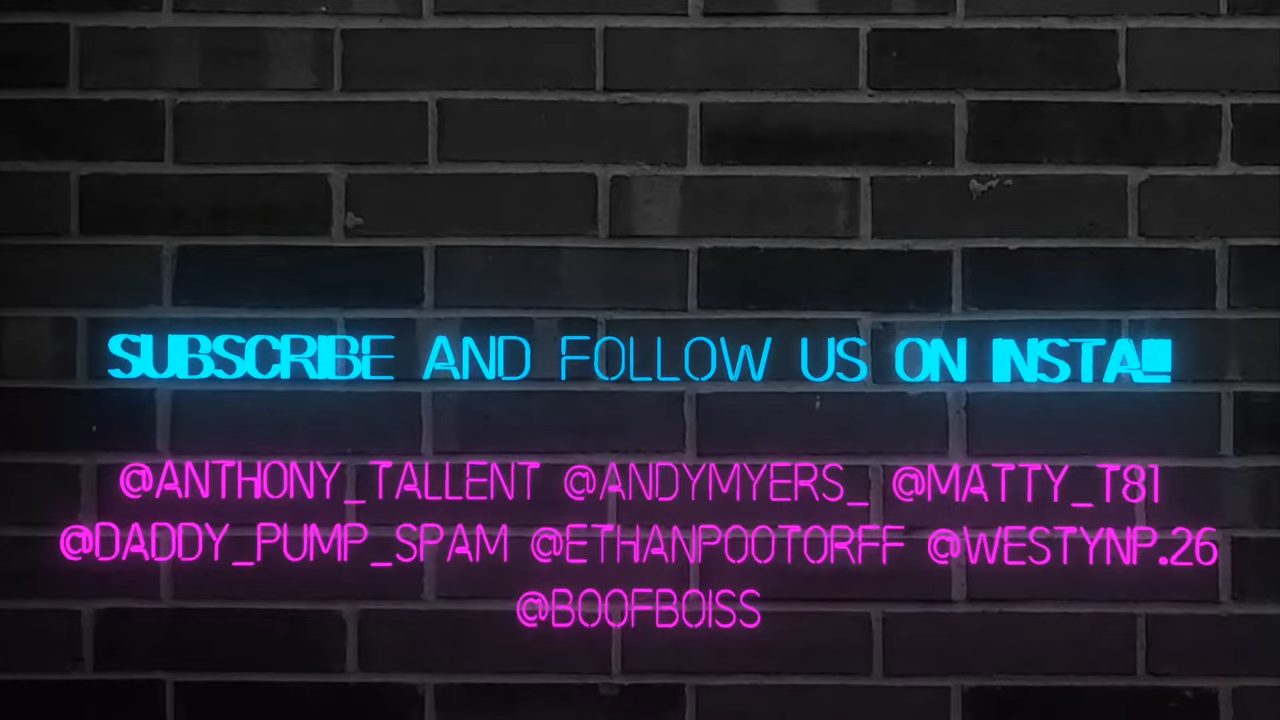 SUBSCRIBE AND FOLLOW US ON INSTA!!
@ANTHONY_TALLENT @ANDYMYERS_ @MATTY_T81
@DADDY_PUMP_SPAM @ETHANPOOTORFF @WESTYNP.26
@BOOFBOISS